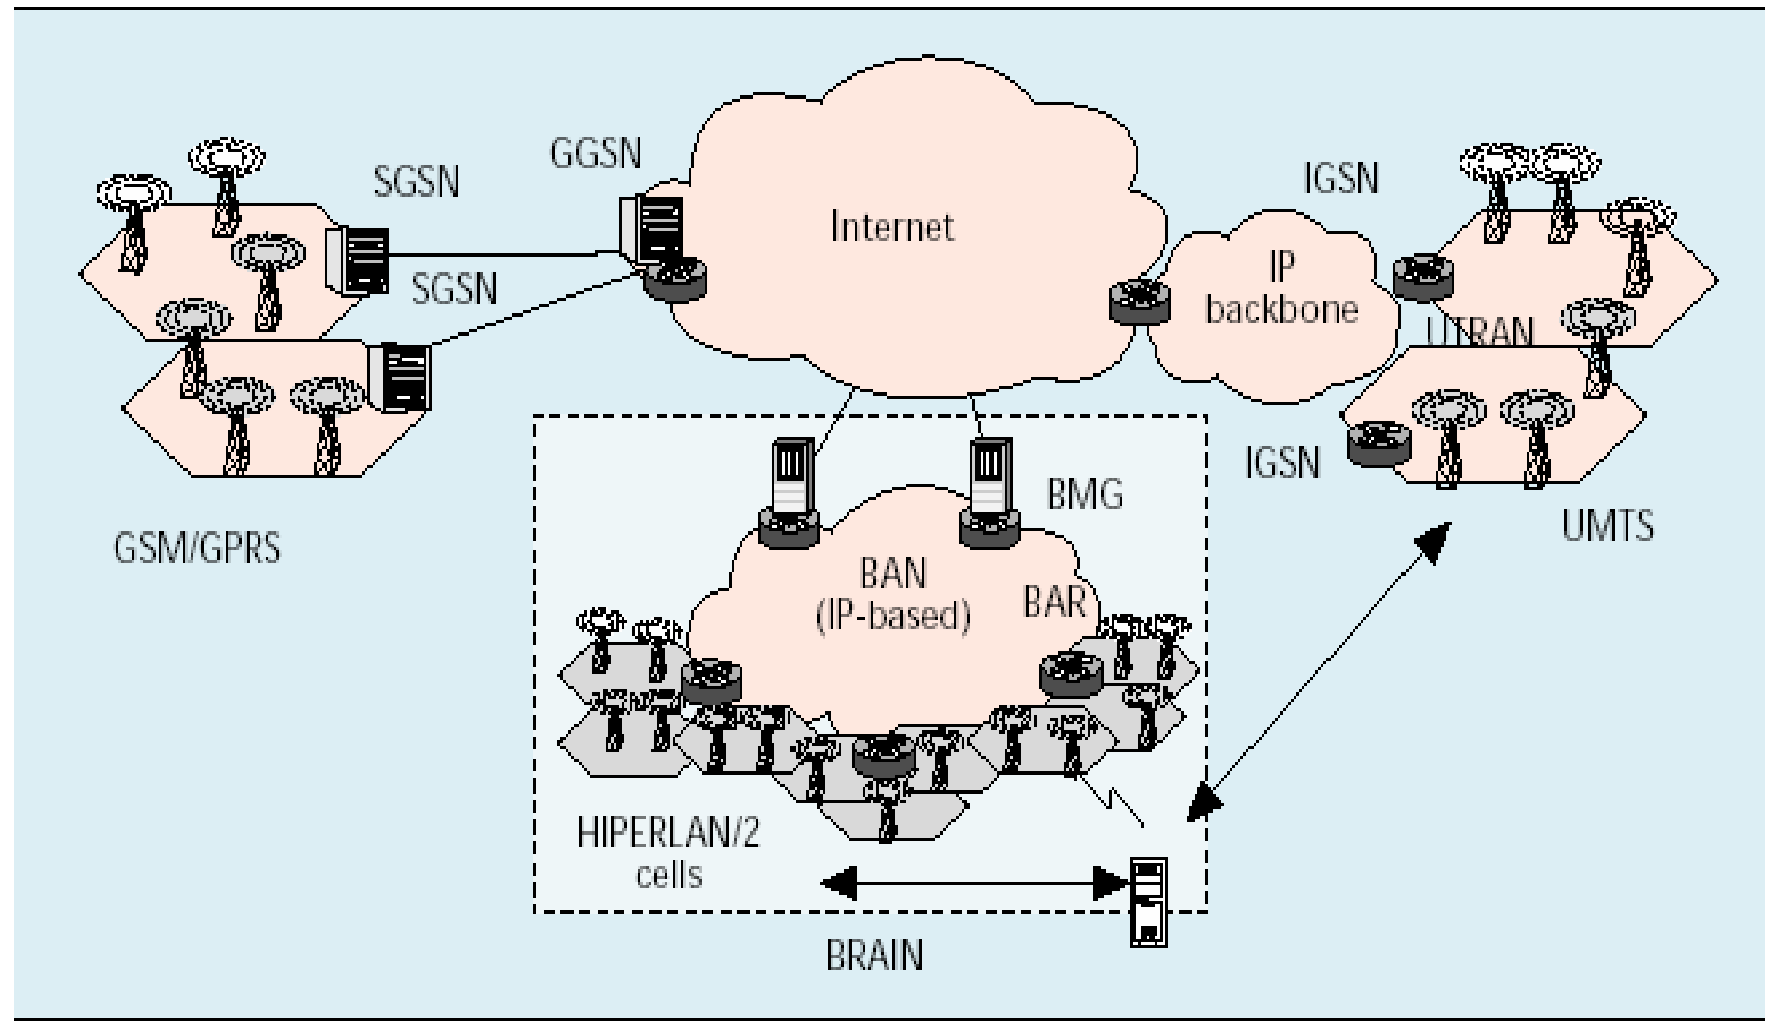 GGSN
SGSN
IGSN
Internet
SGSN
IP
backbone
UTRAN
IGSN
BMG
UMTS
GSM/GPRS
BAN
(IP-based)
BAR
HIPERLAN/2
cells
BRAIN